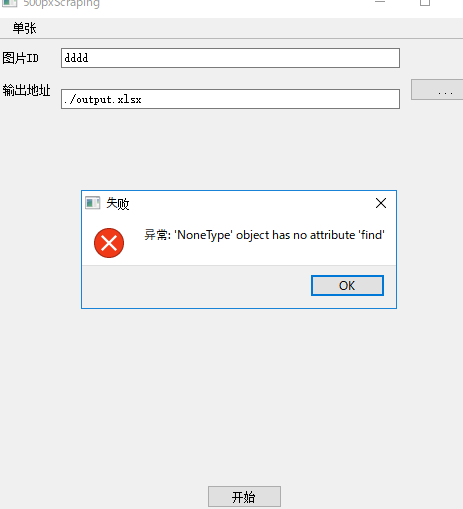 500pxScraping
单张
图片ID
dddd
输出地址
./output.xlsx
...
失败
异常: 'NoneType' object has no attribute 'find'
OK
开始